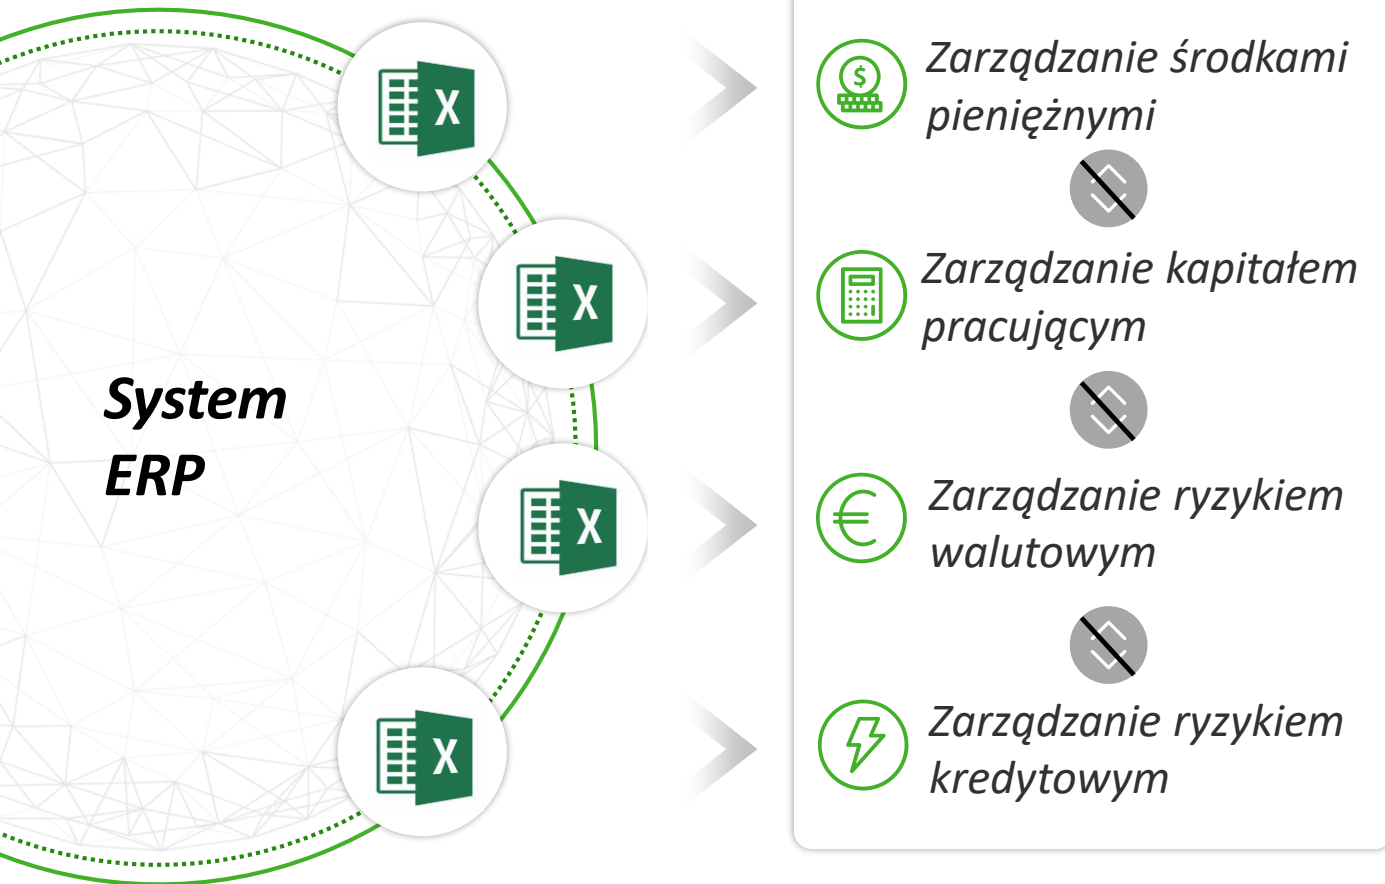 X
Zarządzanie środkami
pieniężnymi
$
X
Zarządzanie kapitałem
pracującym
System
ERP
X
Zarządzanie ryzykiem
walutowym
€
X
Zarządzanie ryzykiem
kredytowym